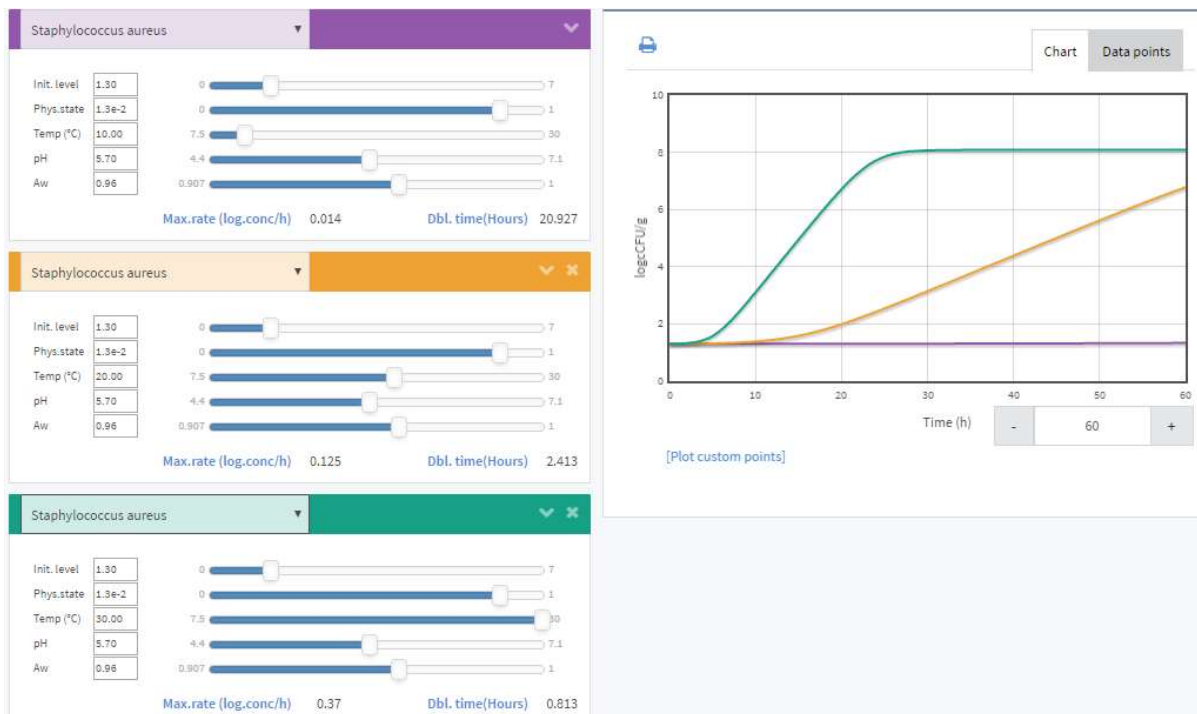 Staphylococcus aureus ▼
Init. level 1.30 0 7
Phys.state 1.3e-2 0 1
Temp (°C) 10.00 7.5 30
pH 5.70 4.4 7.1
Aw 0.96 0.907 1
Max.rate (log.conc/h) 0.014 Dbl. time(Hours) 20.927
Staphylococcus aureus ▼
Init. level 1.30 0 7
Phys.state 1.3e-2 0 1
Temp (°C) 20.00 7.5 30
pH 5.70 4.4 7.1
Aw 0.96 0.907 1
Max.rate (log.conc/h) 0.125 Dbl. time(Hours) 2.413
Staphylococcus aureus ▼
Init. level 1.30 0 7
Phys.state 1.3e-2 0 1
Temp (°C) 30.00 7.5 30
pH 5.70 4.4 7.1
Aw 0.96 0.907 1
Max.rate (log.conc/h) 0.37 Dbl. time(Hours) 0.813
Chart Data points
10
8
6
4
2
0
logcCFU/g
0 10 20 30 40 50 60
Time (h) - 60 +
[Plot custom points]